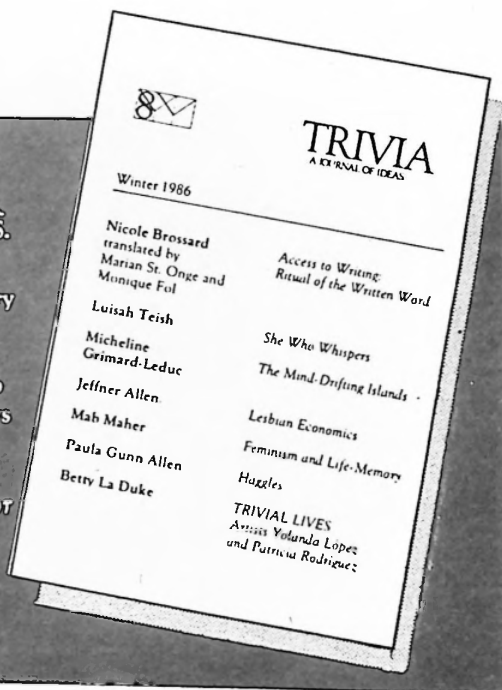 8
TRIVIA
A JOURNAL OF IDEAS
Winter 1986
Nicole Brossard
translated by
Marian St. Onge and
Monique Fol
Access to Writing:
Ritual of the Written Word
Luisah Teish
She Who Whispers
Micheline
Grimard-Leduc
The Mind-Drifting Islands
Jeffner Allen
Lesbian Economics
Mab Maher
Feminism and Life-Memory
Paula Gunn Allen
Haggles
Betty La Duke
TRIVIAL LIVES
Artists Yolanda López
and Patricia Rodriguez